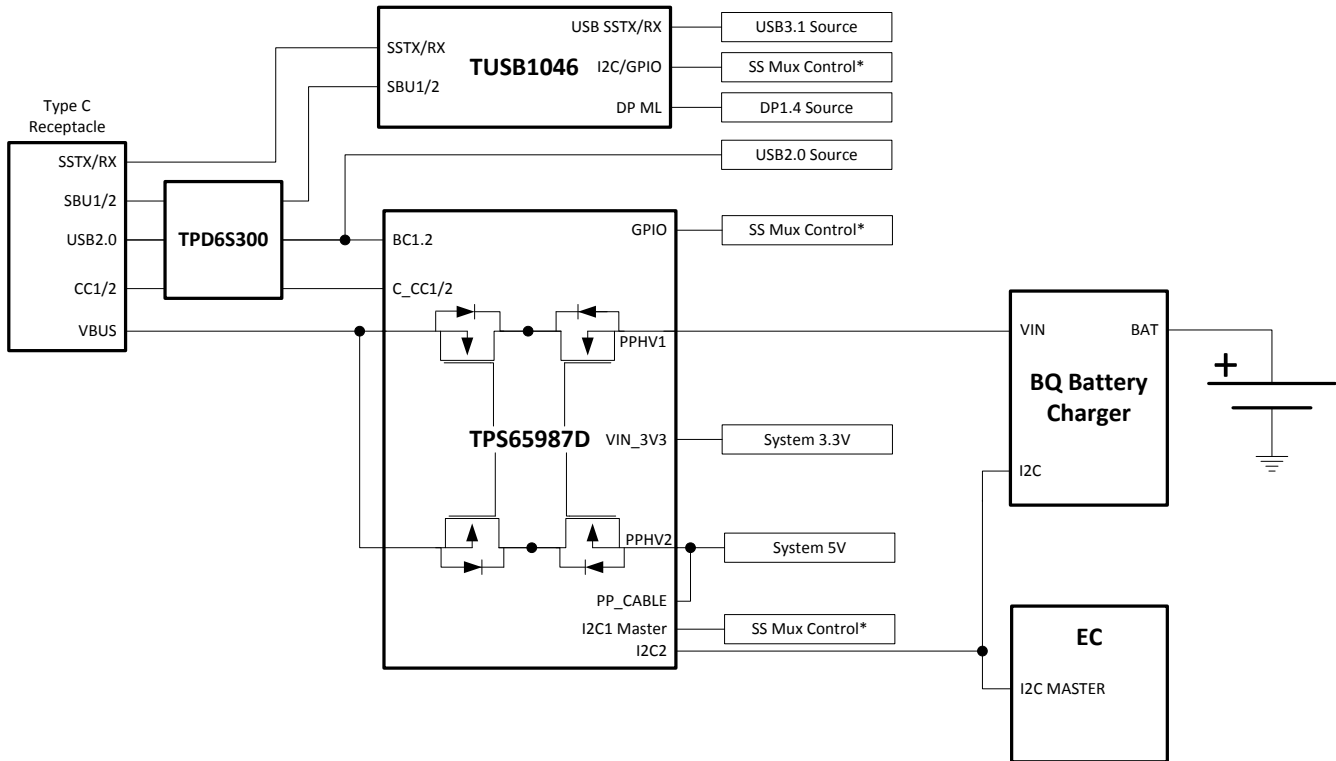 USB SSTX/RX
USB3.1 Source
SSTX/RX
TUSB1046
I2C/GPIO
SS Mux Control*
SBU1/2
DP ML
DP1.4 Source
Type C
Receptacle
SSTX/RX
USB2.0 Source
SBU1/2
TPD6S300
USB2.0
BC1.2
GPIO
SS Mux Control*
CC1/2
C_CC1/2
VBUS
PPHV1
VIN
BAT
+
BQ Battery
Charger
TPS65987D
VIN_3V3
System 3.3V
I2C
PPHV2
System 5V
PP_CABLE
I2C1 Master
SS Mux Control*
I2C2
EC
I2C MASTER